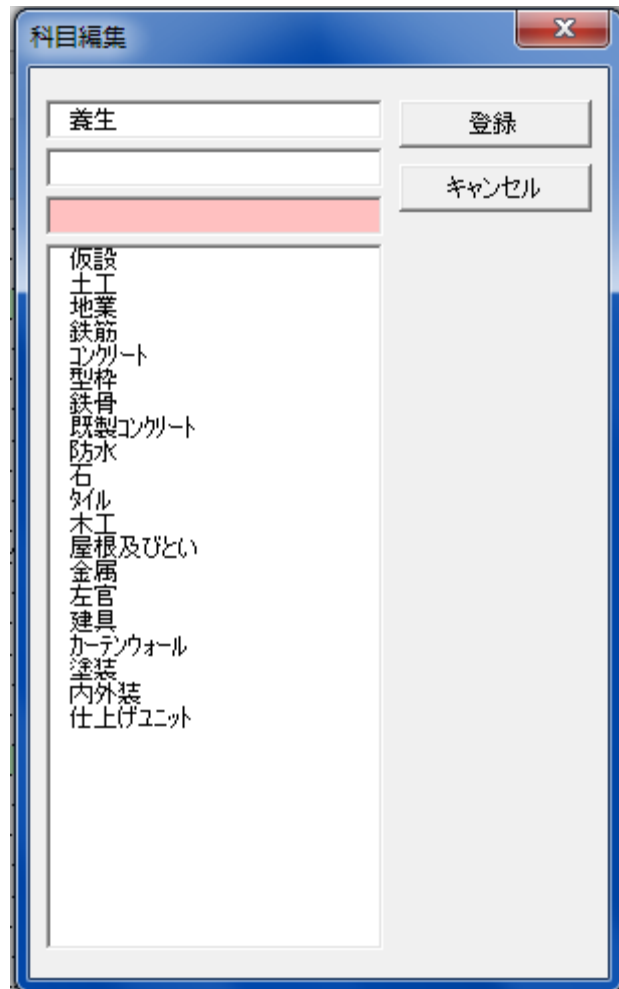 科目編集
養生
登録
キャンセル
仮設
土工
地業
鉄筋
ｺﾝｸﾘｰﾄ
型枠
鉄骨
既製ｺﾝｸﾘｰﾄ
防水
石
ﾀｲﾙ
木工
屋根及びとい
金属
左官
建具
ｶｰﾃﾝｳｫｰﾙ
塗装
内外装
仕上げﾕﾆｯﾄ